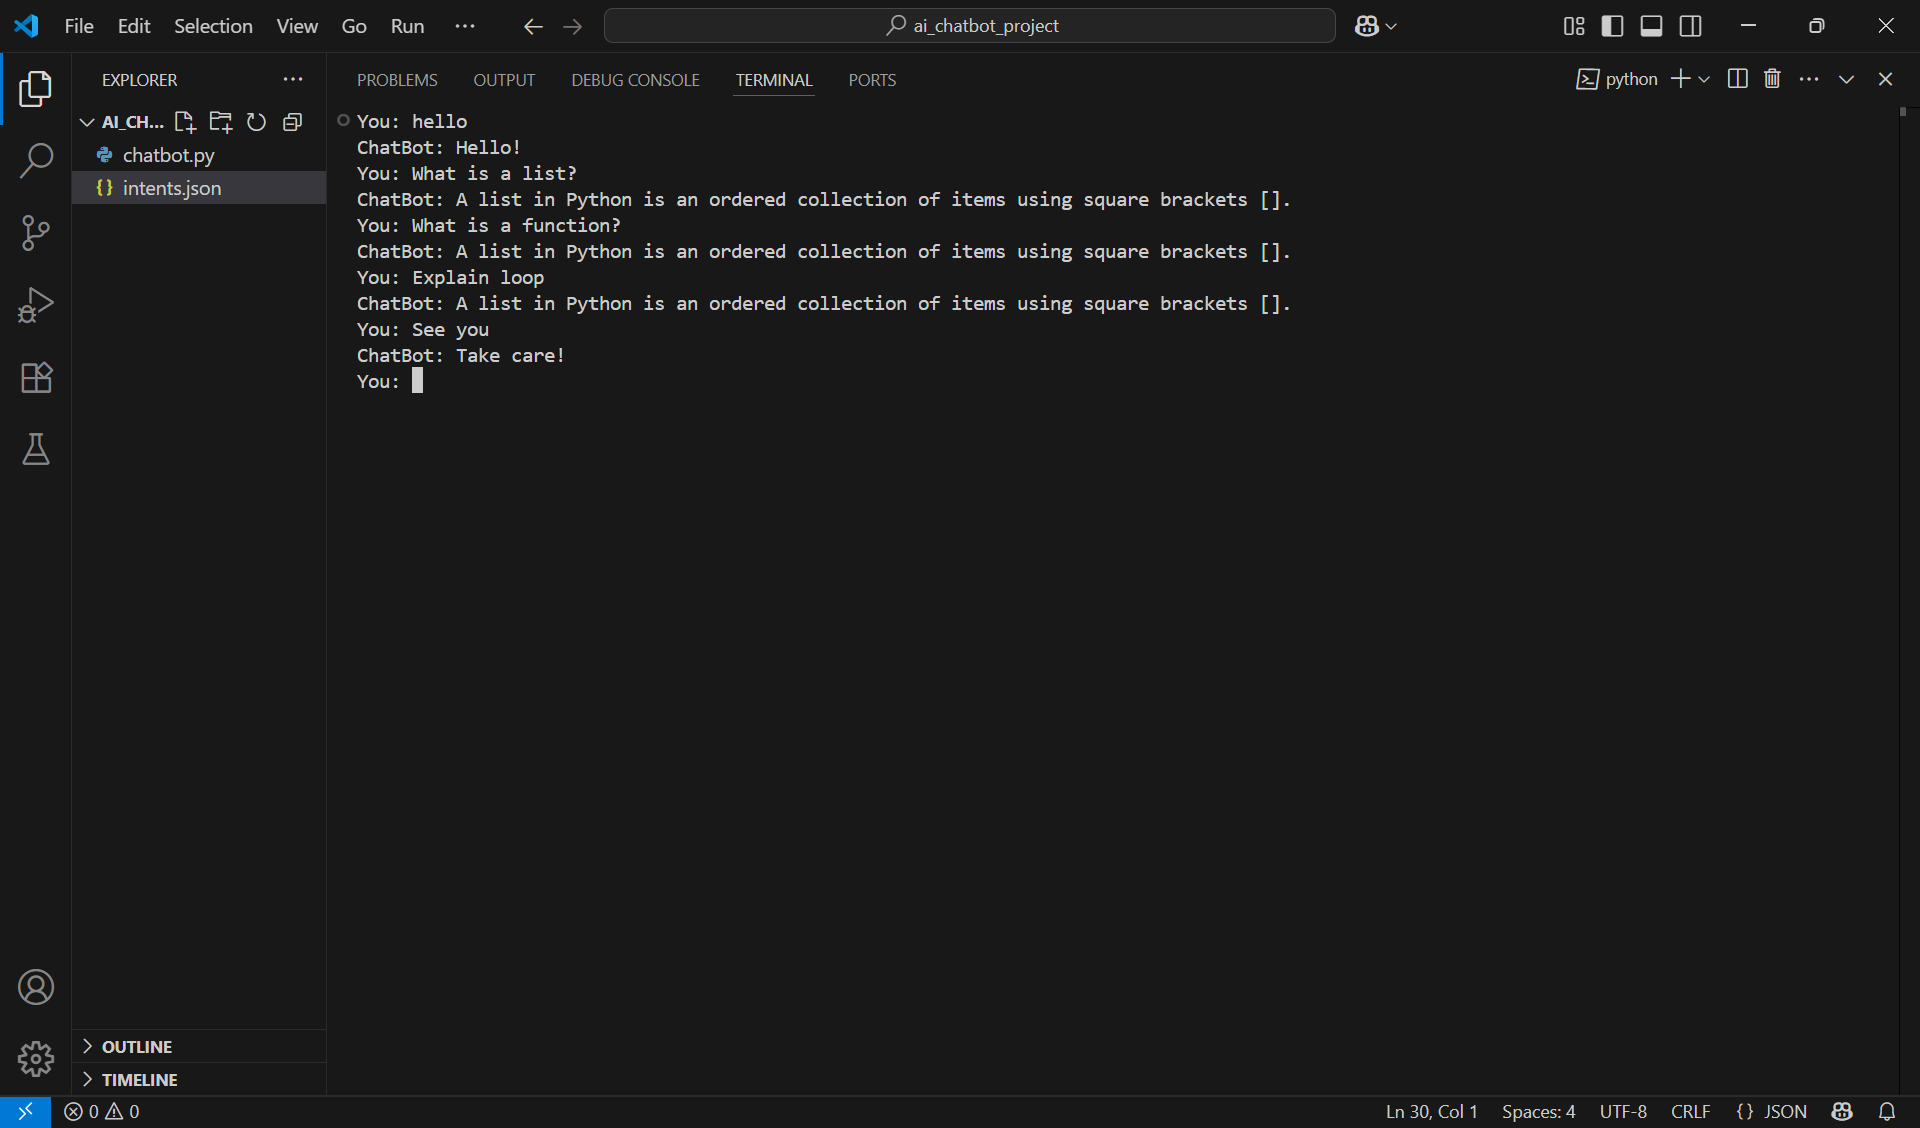 File Edit Selection View Go Run ···
ai_chatbot_project
EXPLORER
AI_CH...
chatbot.py
{} intents.json
OUTLINE
TIMELINE
PROBLEMS OUTPUT DEBUG CONSOLE TERMINAL PORTS
python
You: hello
ChatBot: Hello!
You: What is a list?
ChatBot: A list in Python is an ordered collection of items using square brackets [].
You: What is a function?
ChatBot: A list in Python is an ordered collection of items using square brackets [].
You: Explain loop
ChatBot: A list in Python is an ordered collection of items using square brackets [].
You: See you
ChatBot: Take care!
You:
0 0
Ln 30, Col 1 Spaces: 4 UTF-8 CRLF {} JSON